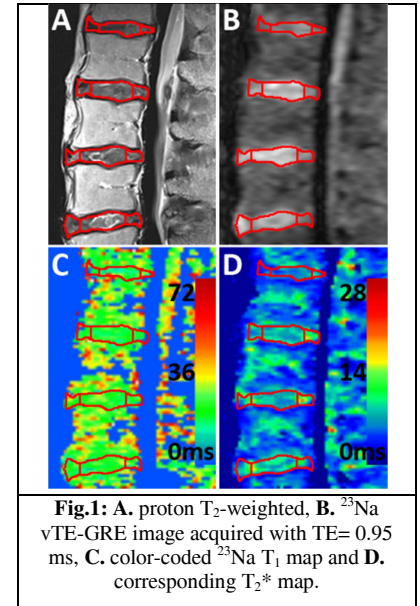 A B
C 72 D 28
36 14
0ms 0ms
Fig.1: A. proton T₂-weighted, B. ²³Na
vTE-GRE image acquired with TE= 0.95
ms, C. color-coded ²³Na T₁ map and D.
corresponding T₂* map.